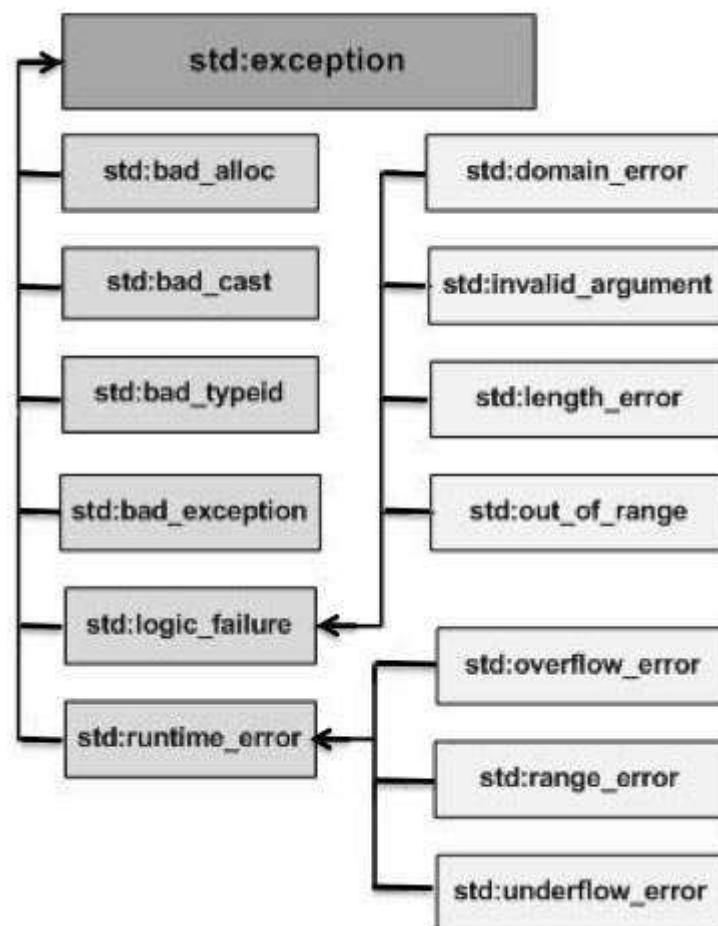 std:exception
std:bad_alloc
std:domain_error
std:bad_cast
std:invalid_argument
std:bad_typeid
std:length_error
std:bad_exception
std:out_of_range
std:logic_failure
std:overflow_error
std:runtime_error
std:range_error
std:underflow_error